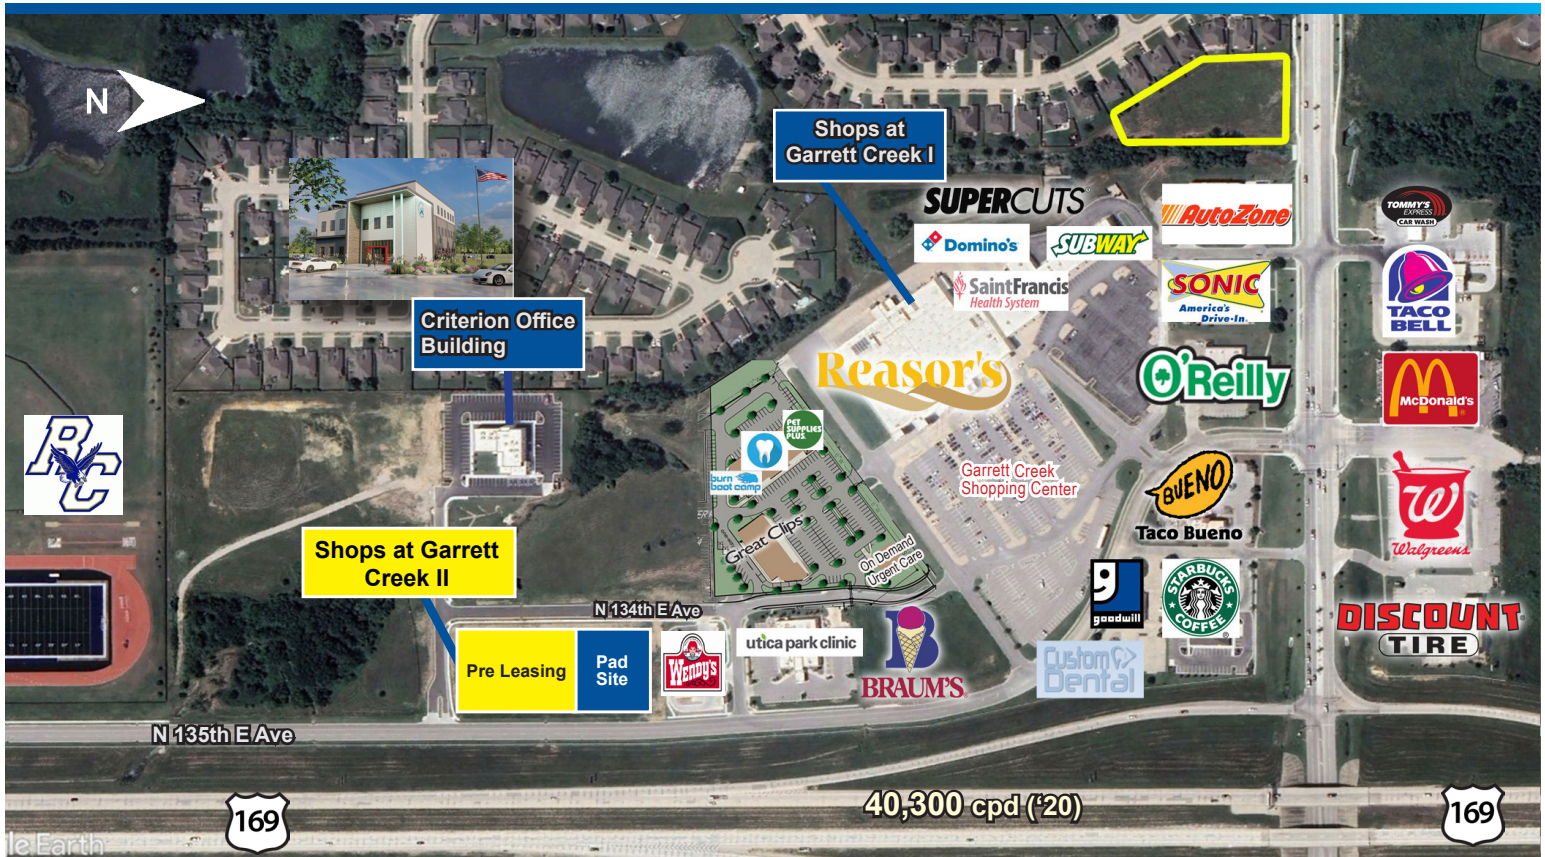 N
Shops at
Garrett Creek I
SUPERCUTS
Domino's
SUBWAY
SaintFrancis
Health System
AutoZone
SONIC
America's
Drive-In.
TOMMY'S
EXPRESS
CAR WASH
TACO
BELL
Criterion Office
Building
Reasor's
O'Reilly
McDonald's
RC
PET
SUPPLIES
PLUS.
burn
boot camp
Garrett Creek
Shopping Center
BUENO
Taco Bueno
W
Walgreens
Great Clips
On Demand
Urgent Care
Shops at Garrett
Creek II
N 134th E Ave
g
goodwill
STARBUCKS
COFFEE
DISCOUNT
TIRE
Pre Leasing
Pad
Site
WENDY'S
utica park clinic
B
BRAUM'S
Custom
Dental
N 135th E Ave
40,300 cpd ('20)
169
169
le Earth